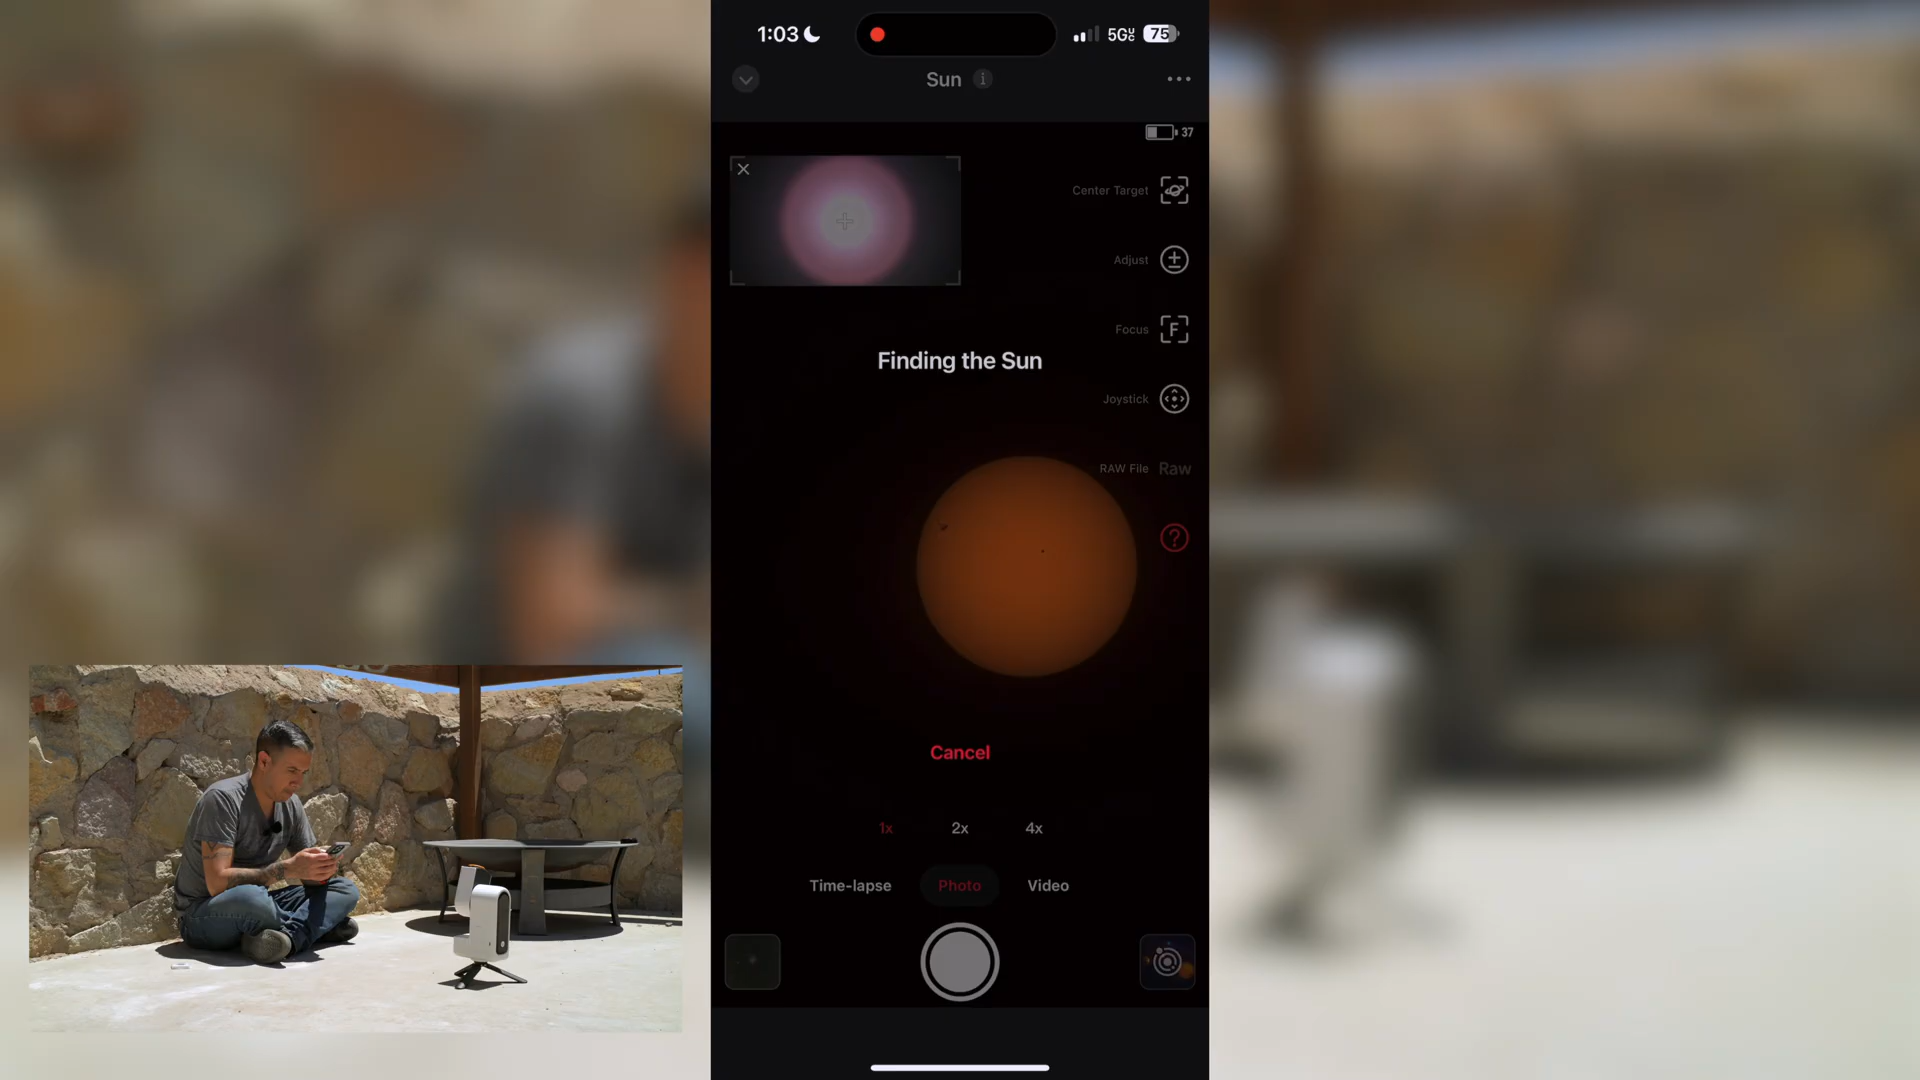 1:03
5G
75
Sun
37
Center Target
Adjust
Focus
Finding the Sun
Joystick
RAW File Raw
Cancel
1x 2x 4x
Time-lapse Photo Video